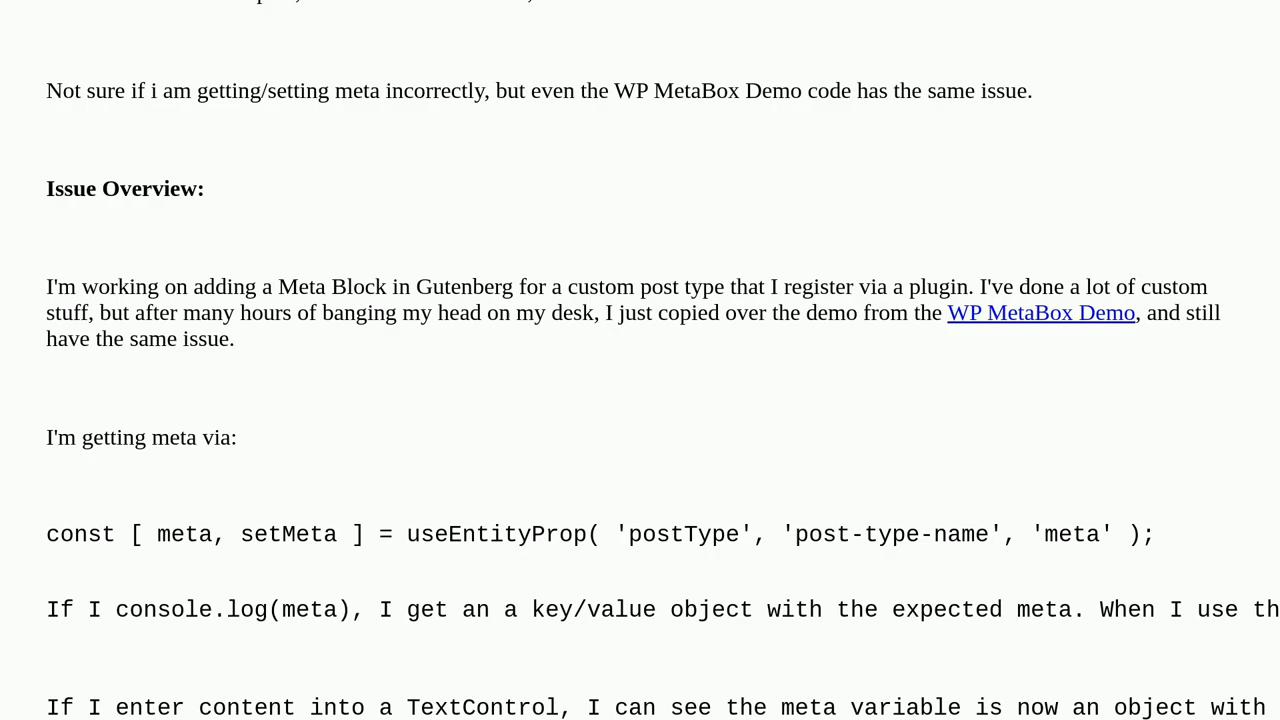 Not sure if i am getting/setting meta incorrectly, but even the WP MetaBox Demo code has the same issue.
Issue Overview:
I'm working on adding a Meta Block in Gutenberg for a custom post type that I register via a plugin. I've done a lot of custom
stuff, but after many hours of banging my head on my desk, I just copied over the demo from the WP MetaBox Demo, and still
have the same issue.
I'm getting meta via:
const [ meta, setMeta ] = useEntityProp( 'postType', 'post-type-name', 'meta' );
If I console.log(meta), I get an a key/value object with the expected meta. When I use
If I enter content into a TextControl, I can see the meta variable is now an object with